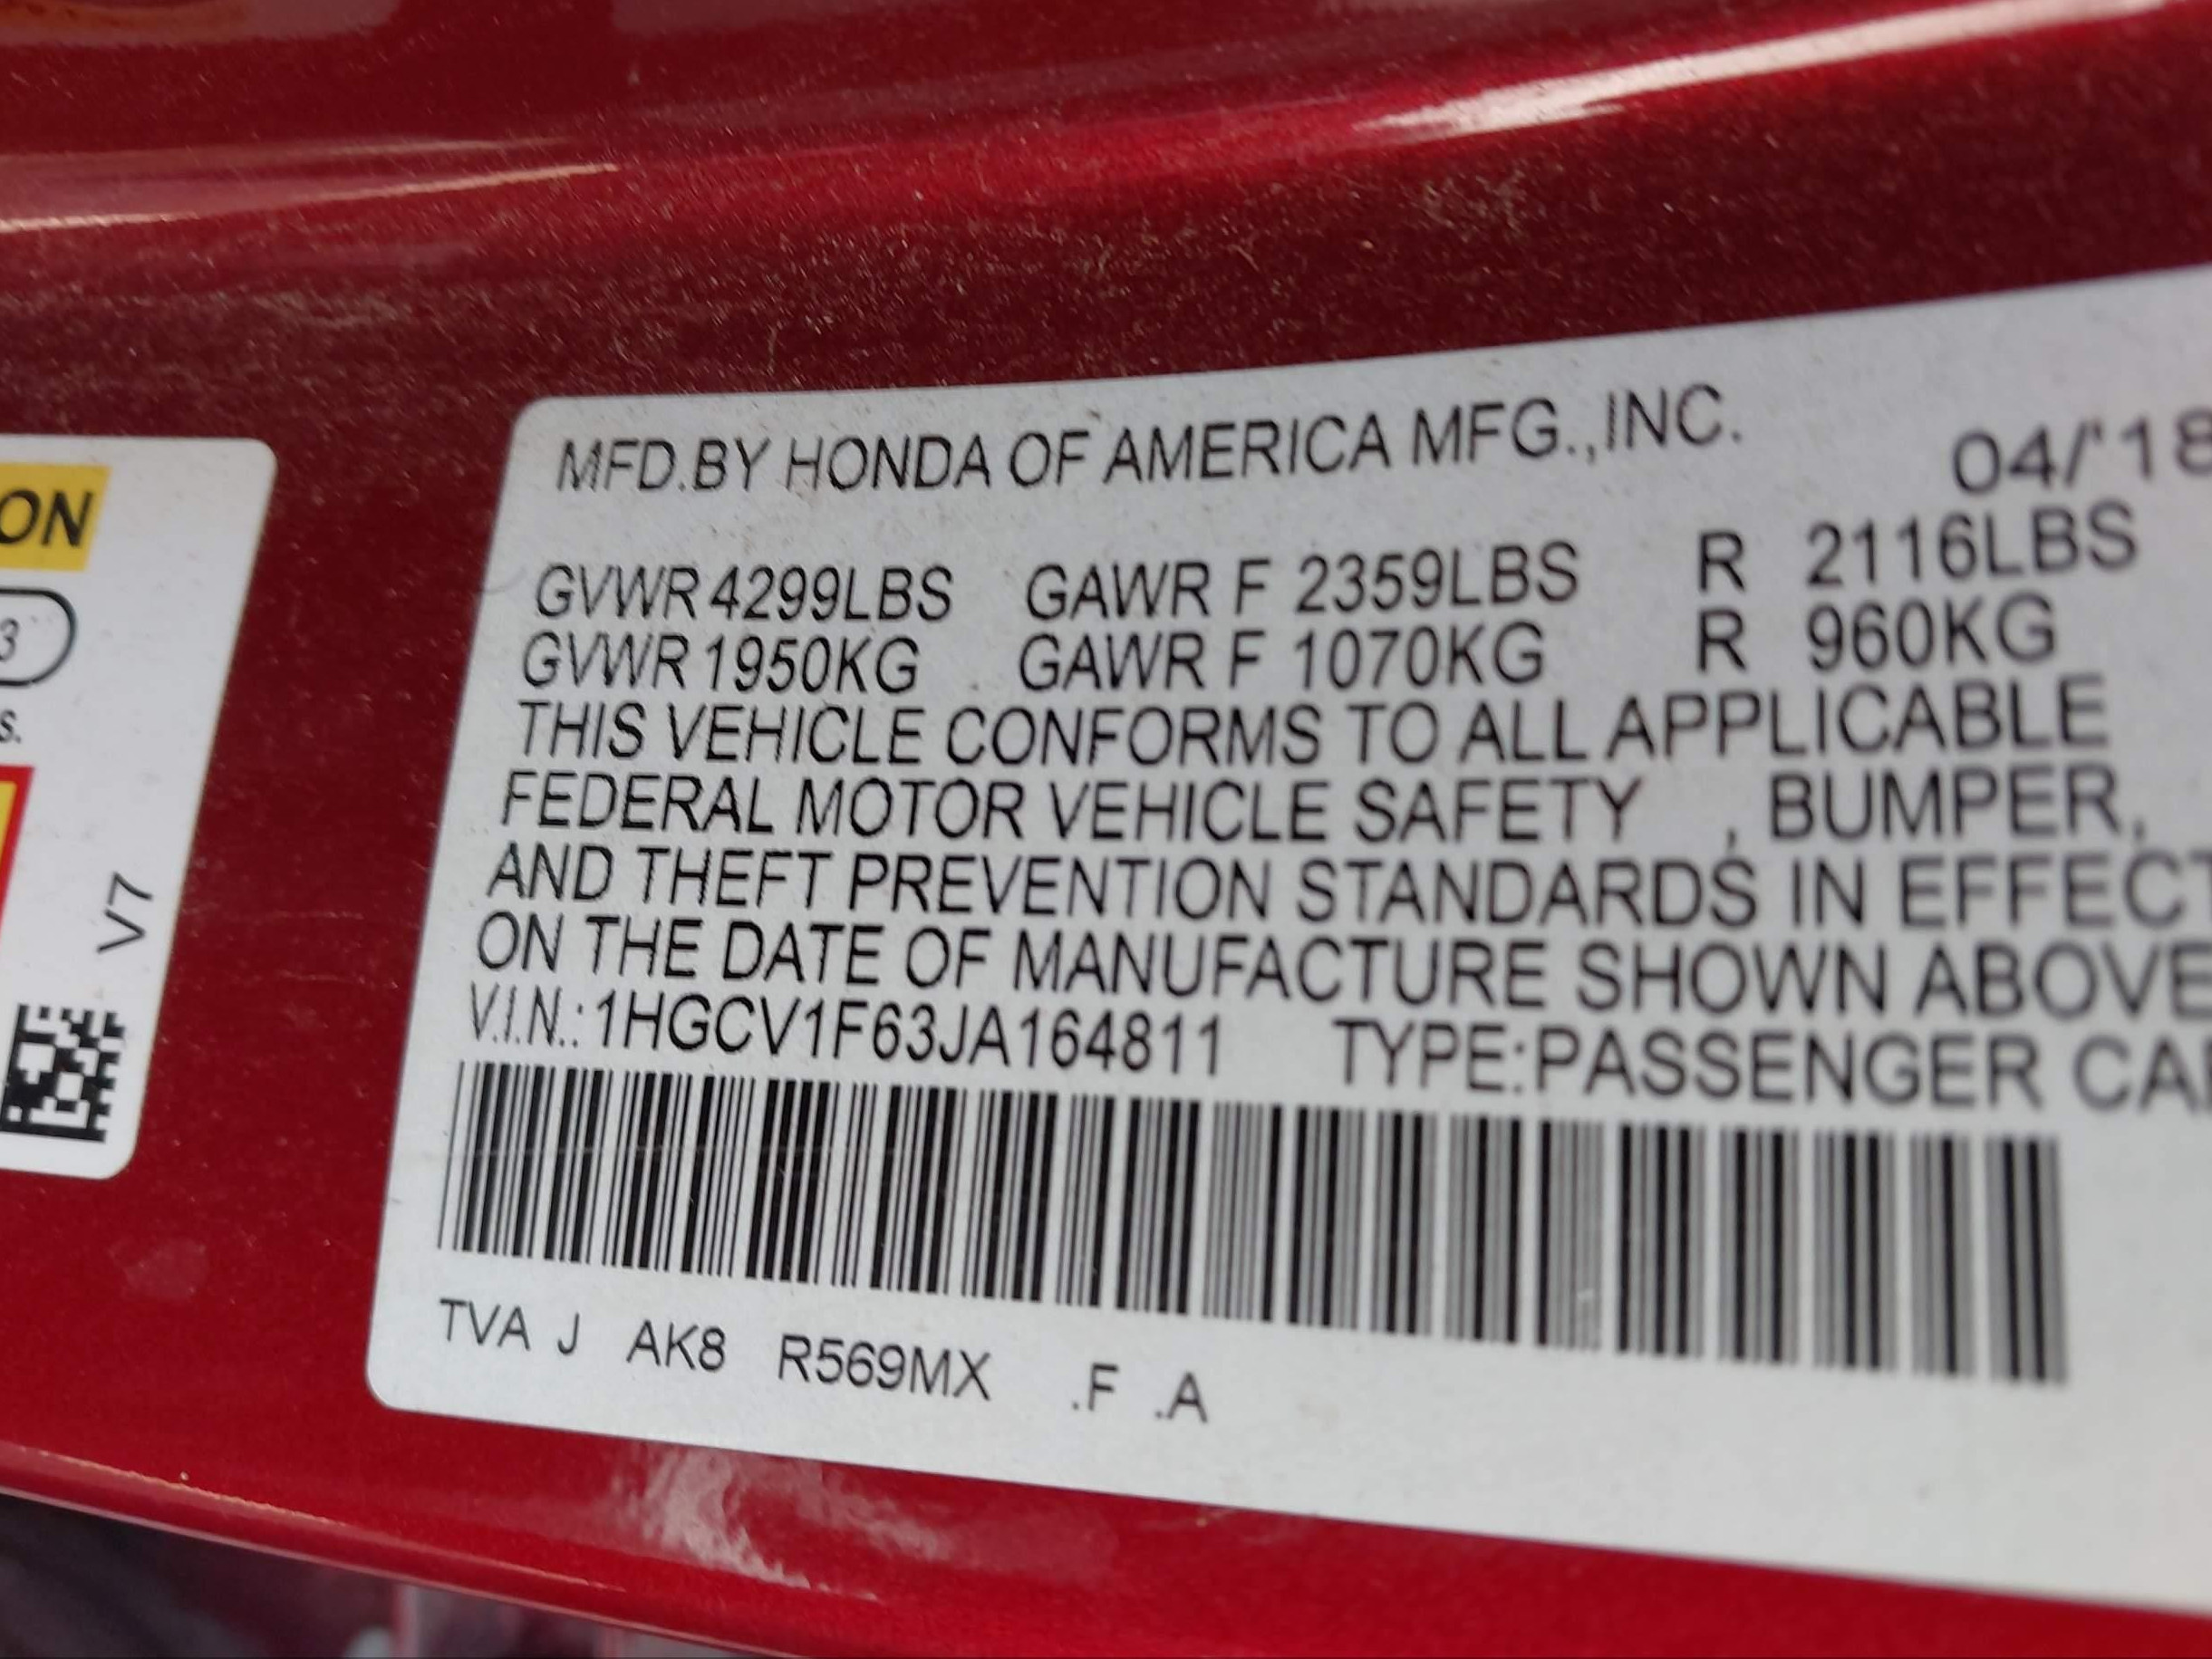 ON
3
s.
V7
MFD.BY HONDA OF AMERICA MFG.,INC. 04/'18
GVWR 4299LBS GAWR F 2359LBS R 2116LBS
GVWR 1950KG GAWR F 1070KG R 960KG
THIS VEHICLE CONFORMS TO ALL APPLICABLE
FEDERAL MOTOR VEHICLE SAFETY , BUMPER,
AND THEFT PREVENTION STANDARDS IN EFFECT
ON THE DATE OF MANUFACTURE SHOWN ABOVE
V.I.N.: 1HGCV1F63JA164811 TYPE:PASSENGER CA
TVA J AK8 R569MX .F .A